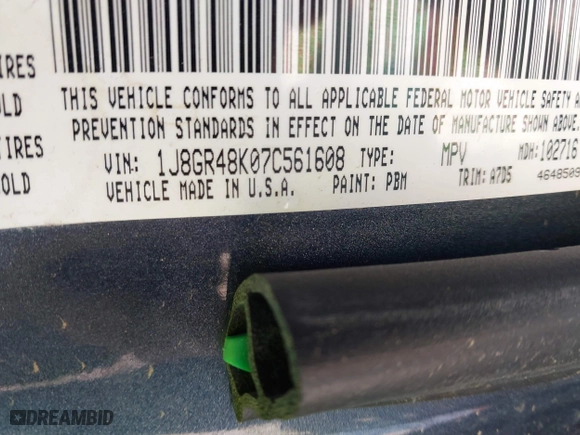 IRES
OLD
THIS VEHICLE CONFORMS TO ALL APPLICABLE FEDERAL MOTOR VEHICLE SAFETY A
PREVENTION STANDARDS IN EFFECT ON THE DATE OF MANUFACTURE SHOWN ABOVE.
IRES
OLD
VIN: 1J8GR48K07C561608 TYPE: MPV MDH: 102716
VEHICLE MADE IN U.S.A. PAINT: PBM TRIM: A7D5 4648509
DREAMBID